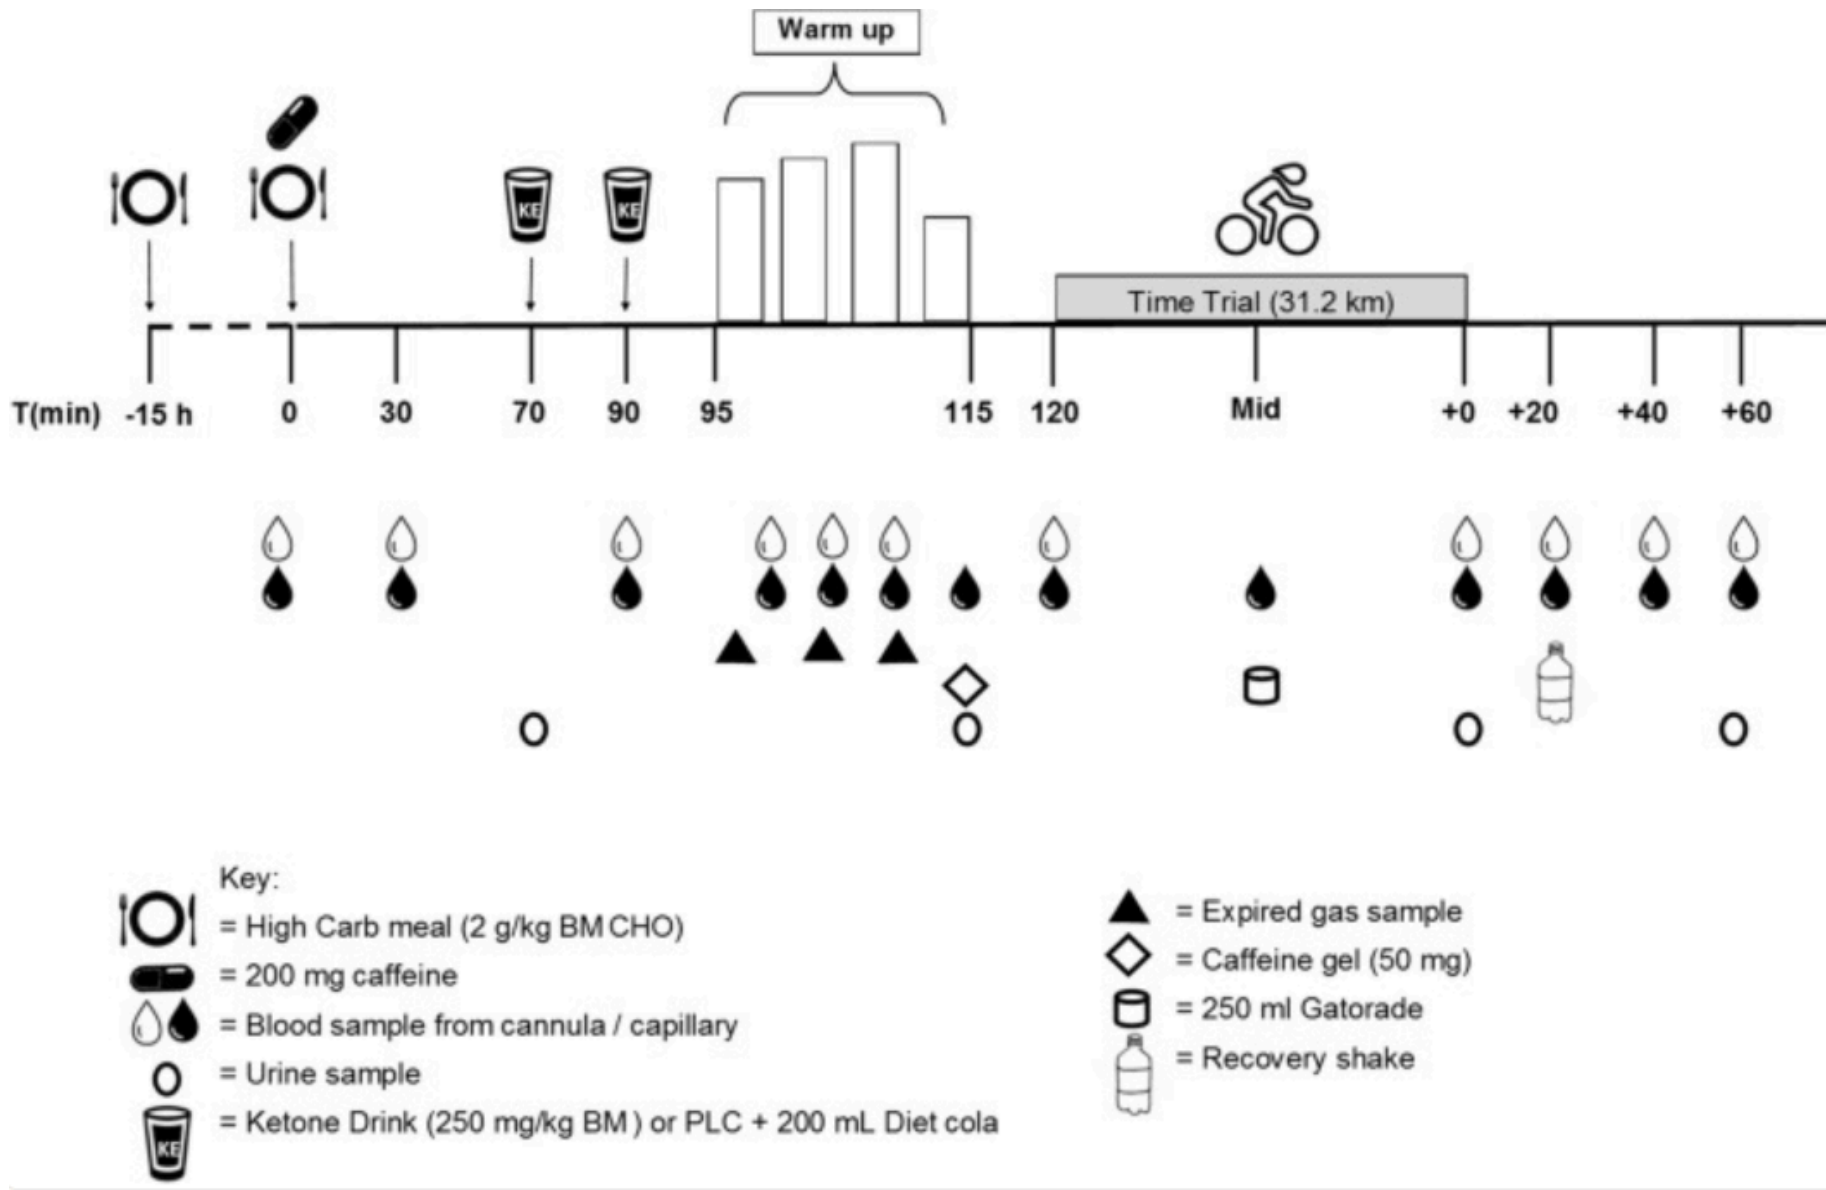 Warm up
KE
KE
Time Trial (31.2 km)
T(min) -15 h 0 30 70 90 95 115 120 Mid +0 +20 +40 +60
Key:
= High Carb meal (2 g/kg BM CHO)
= 200 mg caffeine
= Blood sample from cannula / capillary
= Urine sample
= Ketone Drink (250 mg/kg BM ) or PLC + 200 mL Diet cola
KE
= Expired gas sample
= Caffeine gel (50 mg)
= 250 ml Gatorade
= Recovery shake